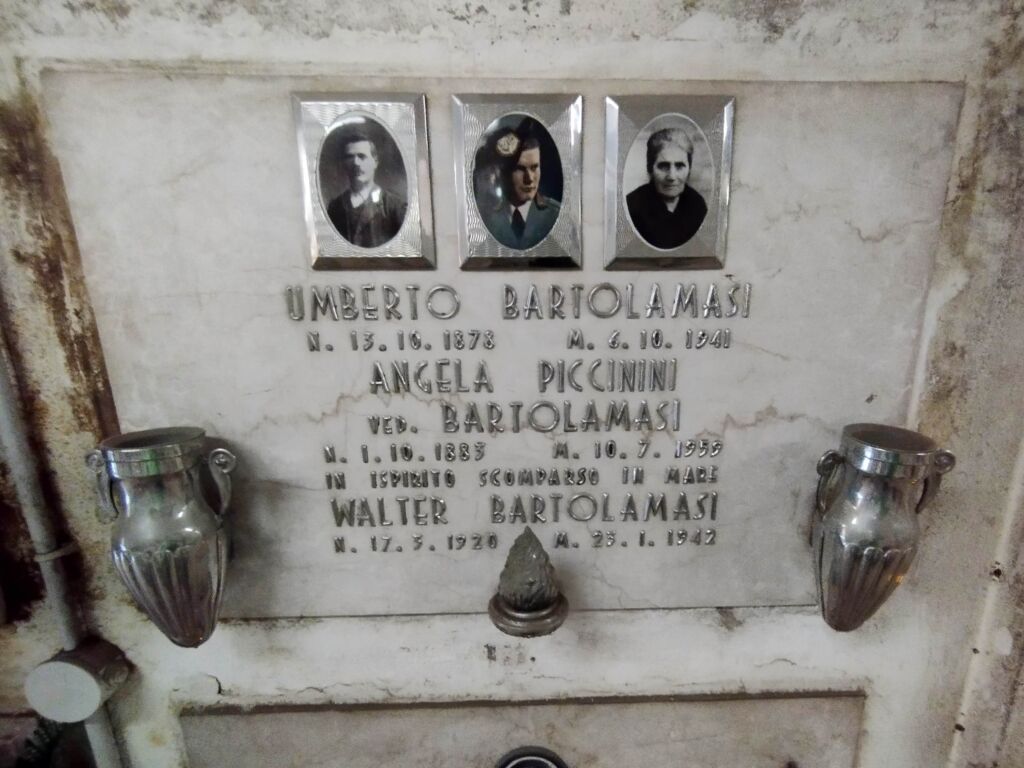 UMBERTO BARTOLAMASI
N. 13.10.1878 M. 6.10.1941
ANGELA PICCININI
VED. BARTOLAMASI
N. 1.10.1883 M. 10.7.1959
IN ISPIRITO SCOMPARSO IN MARE
WALTER BARTOLAMASI
N. 17.3.1920 M. 23.1.1942